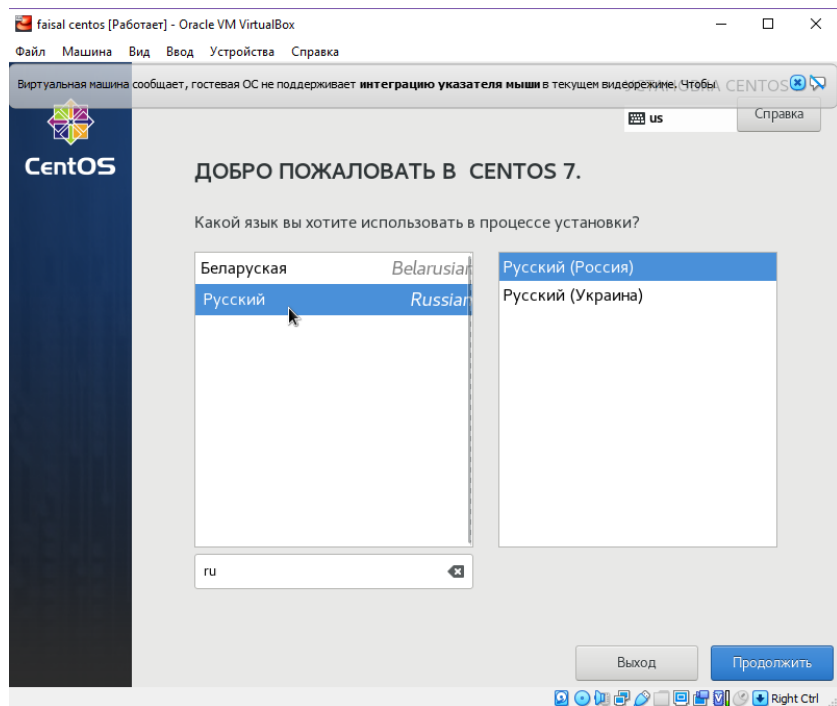 faisal centos [Работает] - Oracle VM VirtualBox
Файл Машина Вид Ввод Устройства Справка
Виртуальная машина сообщает, гостевая ОС не поддерживает интеграцию указателя мыши в текущем видеорежиме. Чтобы
CENTOS
us
Справка
CentOS
ДОБРО ПОЖАЛОВАТЬ В CENTOS 7.
Какой язык вы хотите использовать в процессе установки?
Беларуская Belarusian
Русский Russian
Русский (Россия)
Русский (Украина)
ru
Выход
Продолжить
Right Ctrl